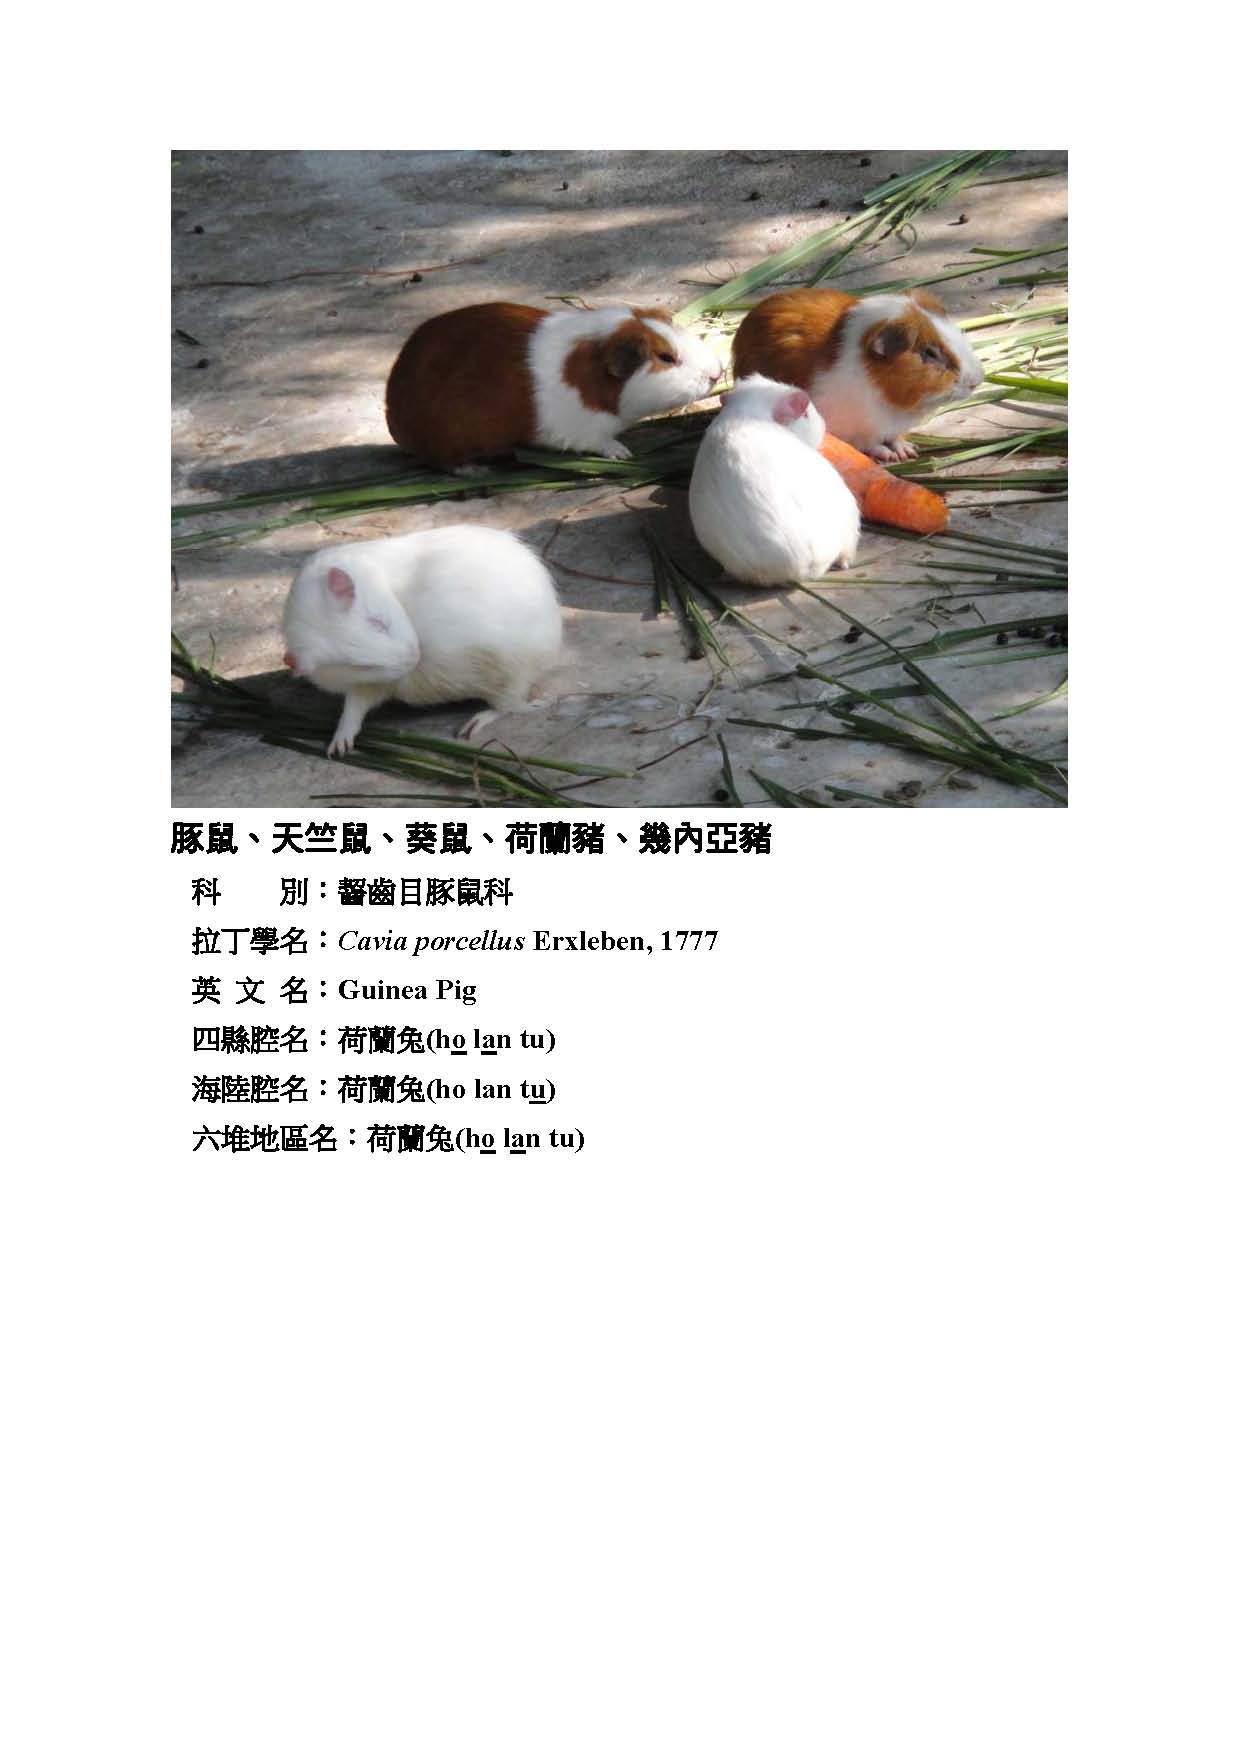 豚鼠、天竺鼠、葵鼠、荷蘭豬、幾內亞豬
科　　別：齧齒目豚鼠科
拉丁學名：Cavia porcellus Erxleben, 1777
英 文 名：Guinea Pig
四縣腔名：荷蘭兔(ho lan tu)
海陸腔名：荷蘭兔(ho lan tu)
六堆地區名：荷蘭兔(ho lan tu)